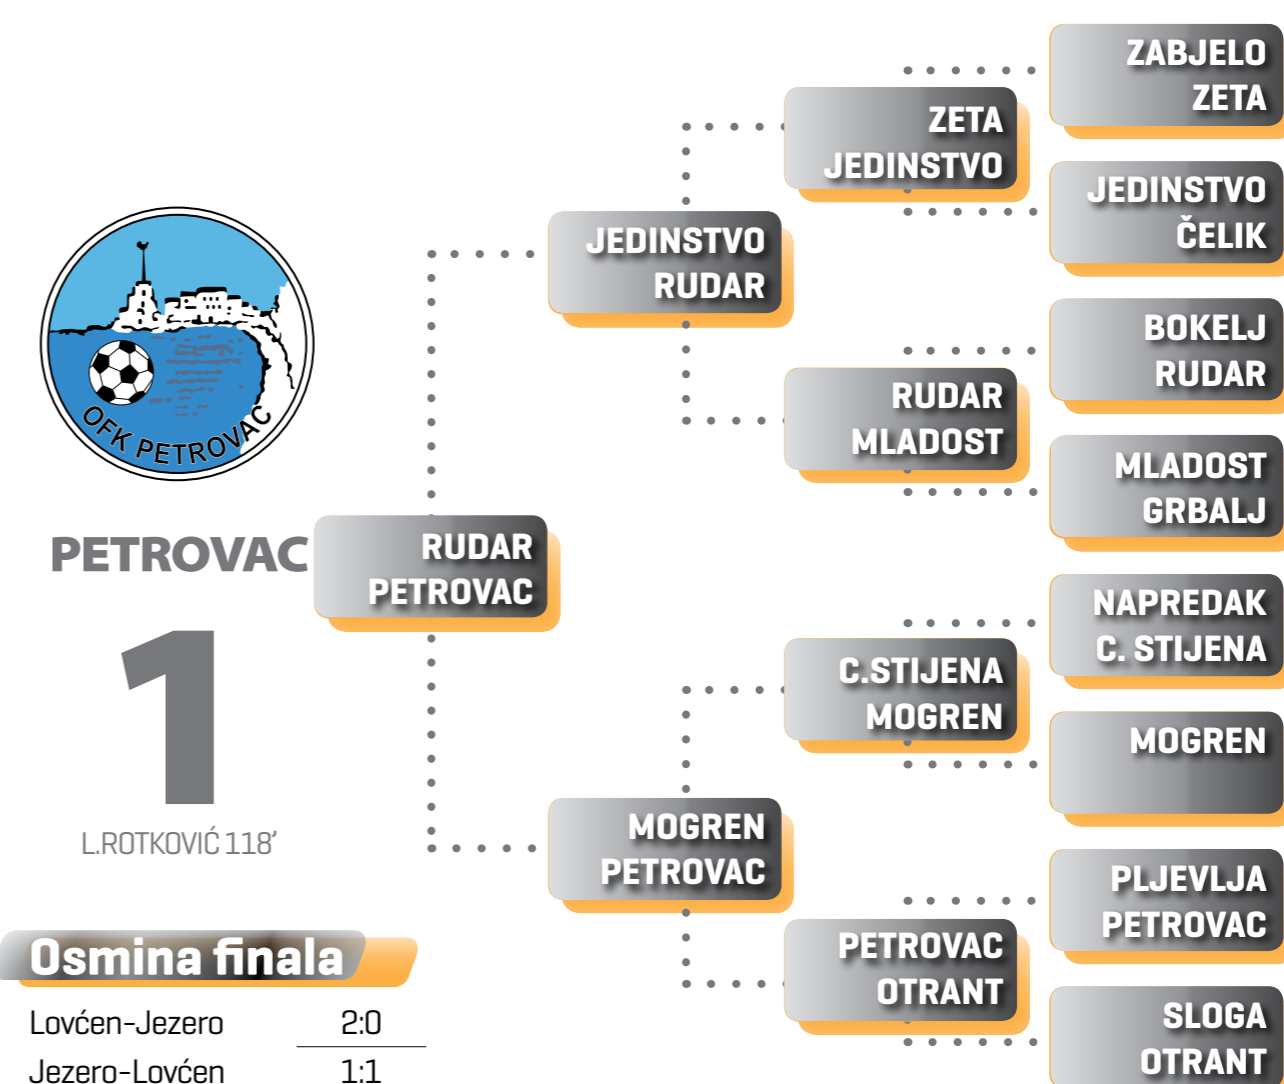 OFK PETROVAC
PETROVAC
1
L.ROTKOVIĆ 118’
RUDAR
PETROVAC
JEDINSTVO
RUDAR
MOGREN
PETROVAC
ZETA
JEDINSTVO
RUDAR
MLADOST
C.STIJENA
MOGREN
PETROVAC
OTRANT
ZABJELO
ZETA
JEDINSTVO
ČELIK
BOKELJ
RUDAR
MLADOST
GRBALJ
NAPREDAK
C. STIJENA
MOGREN
PLJEVLJA
PETROVAC
SLOGA
OTRANT
Osmina finala
Lovćen-Jezero 2:0
Jezero-Lovćen 1:1